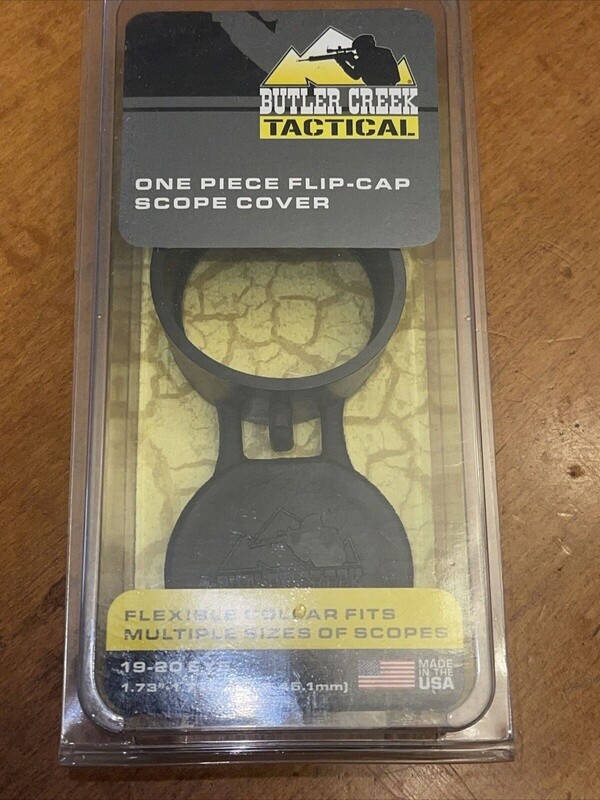 BUTLER CREEK
TACTICAL
ONE PIECE FLIP-CAP
SCOPE COVER
FLEXIBLE COLLAR FITS
MULTIPLE SIZES OF SCOPES
19-20 EYE
MADE
IN THE
USA